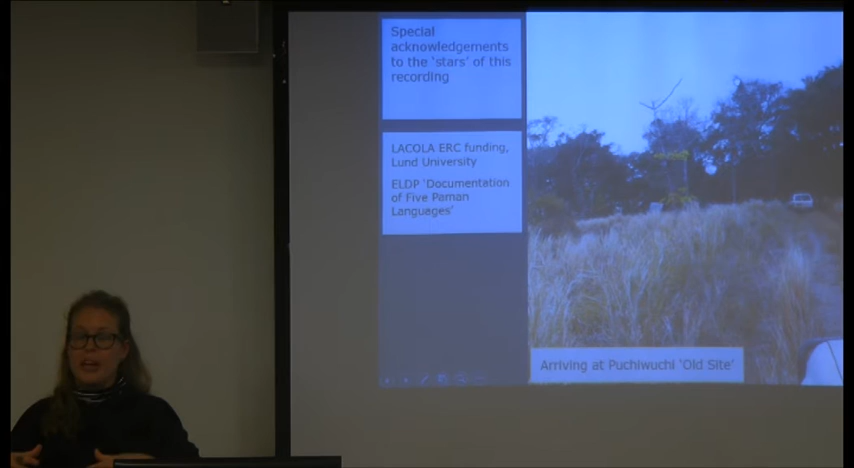 Special
acknowledgements
to the 'stars' of this
recording
LACOLA ERC funding,
Lund University
ELDP 'Documentation
of Five Paman
Languages'
Arriving at Puchiwuchi 'Old Site'